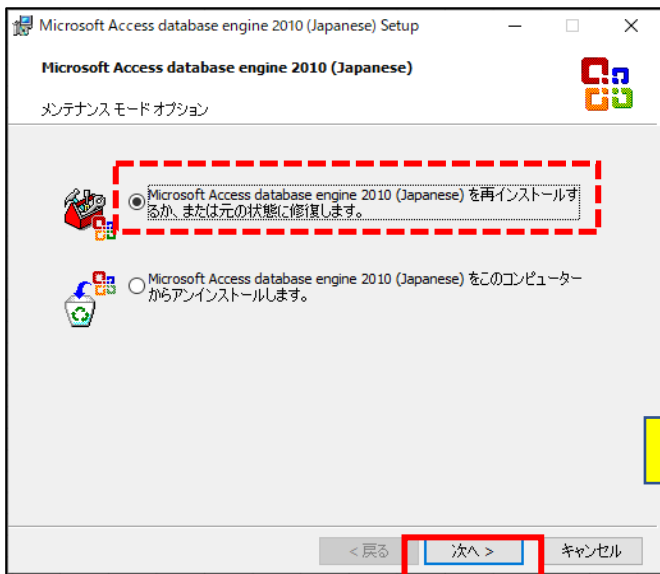 Microsoft Access database engine 2010 (Japanese) Setup
Microsoft Access database engine 2010 (Japanese)
メンテナンス モード オプション
Microsoft Access database engine 2010 (Japanese) を再インストールす
るか、または元の状態に修復します。
Microsoft Access database engine 2010 (Japanese) をこのコンピューター
からアンインストールします。
< 戻る
次へ >
キャンセル